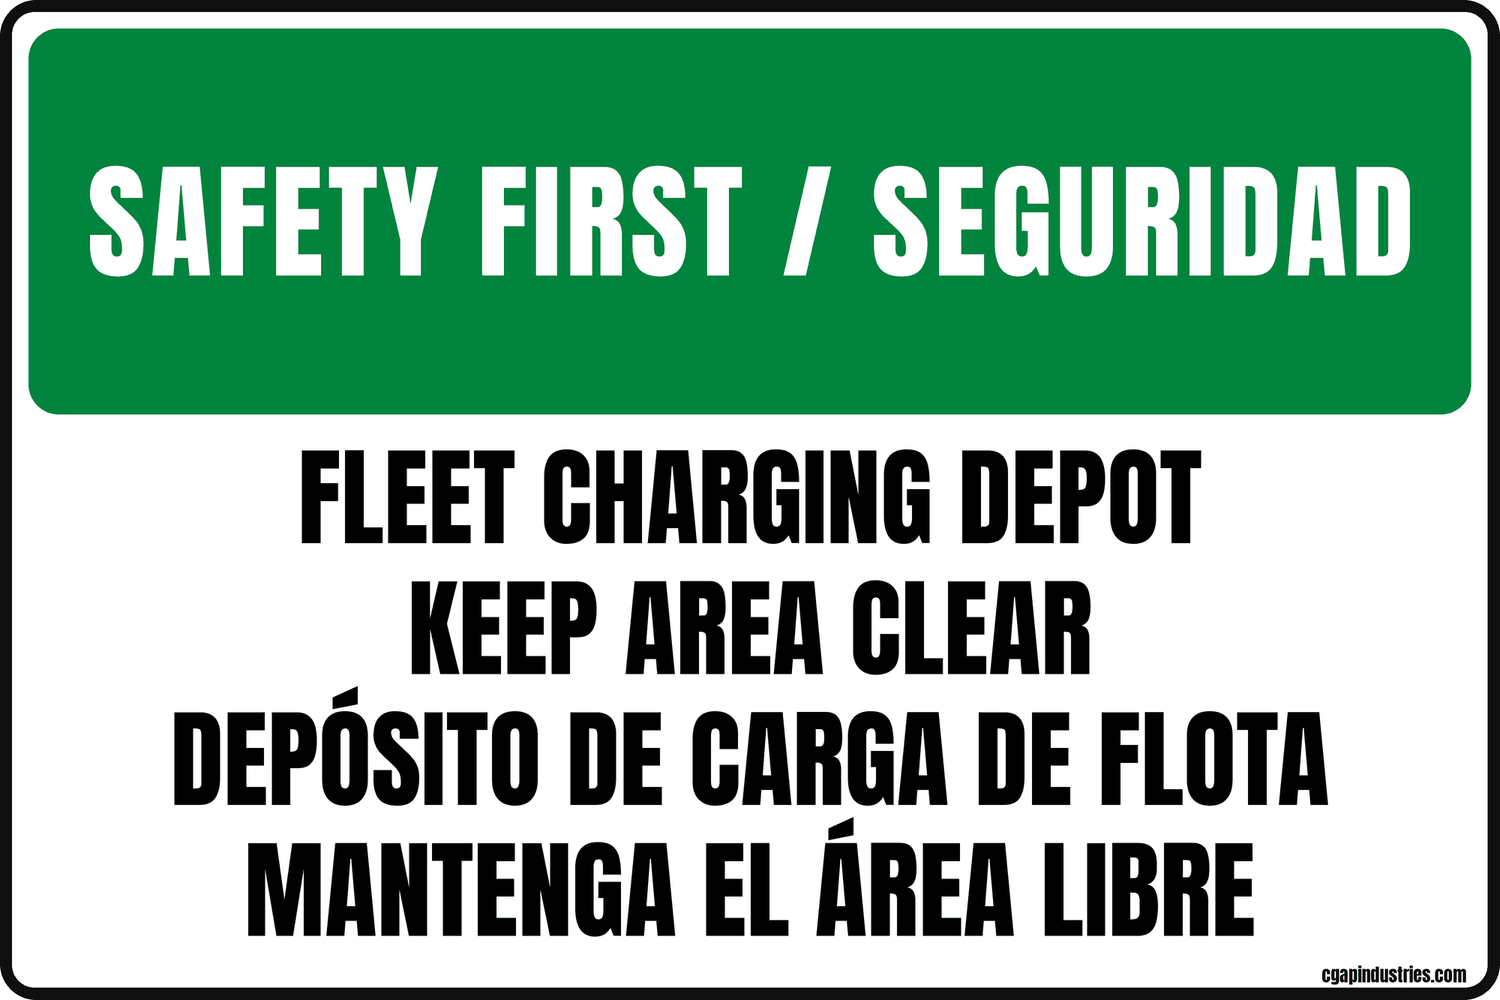 SAFETY FIRST / SEGURIDAD
FLEET CHARGING DEPOT
KEEP AREA CLEAR
DEPÓSITO DE CARGA DE FLOTA
MANTENGA EL ÁREA LIBRE
cgapindustries.com